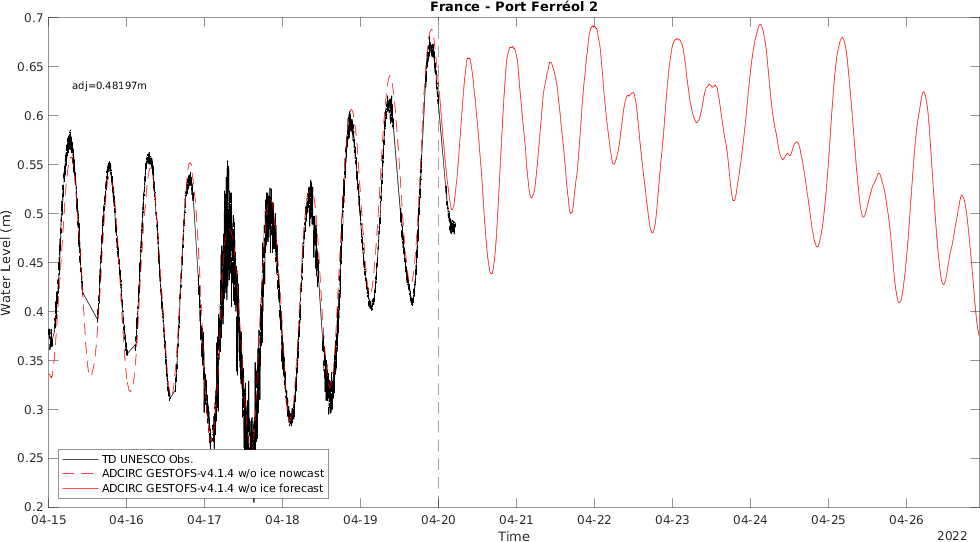 France - Port Ferréol 2
0.7
0.65
0.6
0.55
0.5
0.45
0.4
0.35
0.3
0.25
0.2
Water Level (m)
adj=0.48197m
TD UNESCO Obs.
ADCIRC GESTOFS-v4.1.4 w/o ice nowcast
ADCIRC GESTOFS-v4.1.4 w/o ice forecast
04-15 04-16 04-17 04-18 04-19 04-20 04-21 04-22 04-23 04-24 04-25 04-26
Time
2022